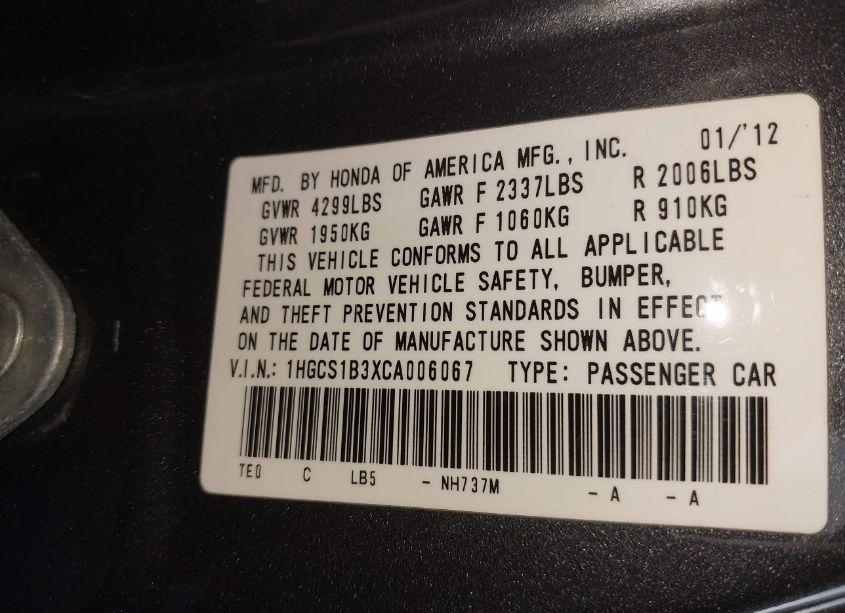 MFD. BY HONDA OF AMERICA MFG., INC. 01/'12
GVWR 4299LBS GAWR F 2337LBS R 2006LBS
GVWR 1950KG GAWR F 1060KG R 910KG
THIS VEHICLE CONFORMS TO ALL APPLICABLE
FEDERAL MOTOR VEHICLE SAFETY, BUMPER,
AND THEFT PREVENTION STANDARDS IN EFFECT
ON THE DATE OF MANUFACTURE SHOWN ABOVE.
V.I.N.: 1HGCS1B3XCA006067 TYPE: PASSENGER CAR
TE0 C LB5 - NH737M - A - A